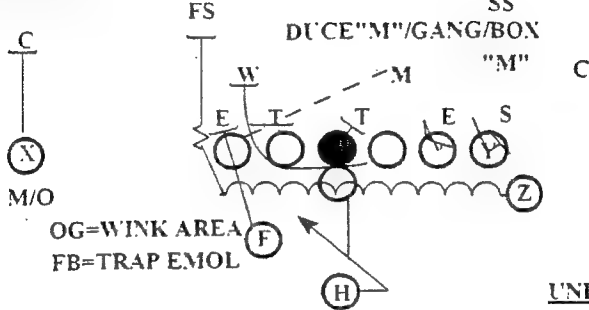 SS
FS
DUCE"M"/GANG/BOX
C
W
M
"M"
C
E T T E S
X
Y
M/O
Z
OG=WINK AREA
F
FB=TRAP EMOL
H